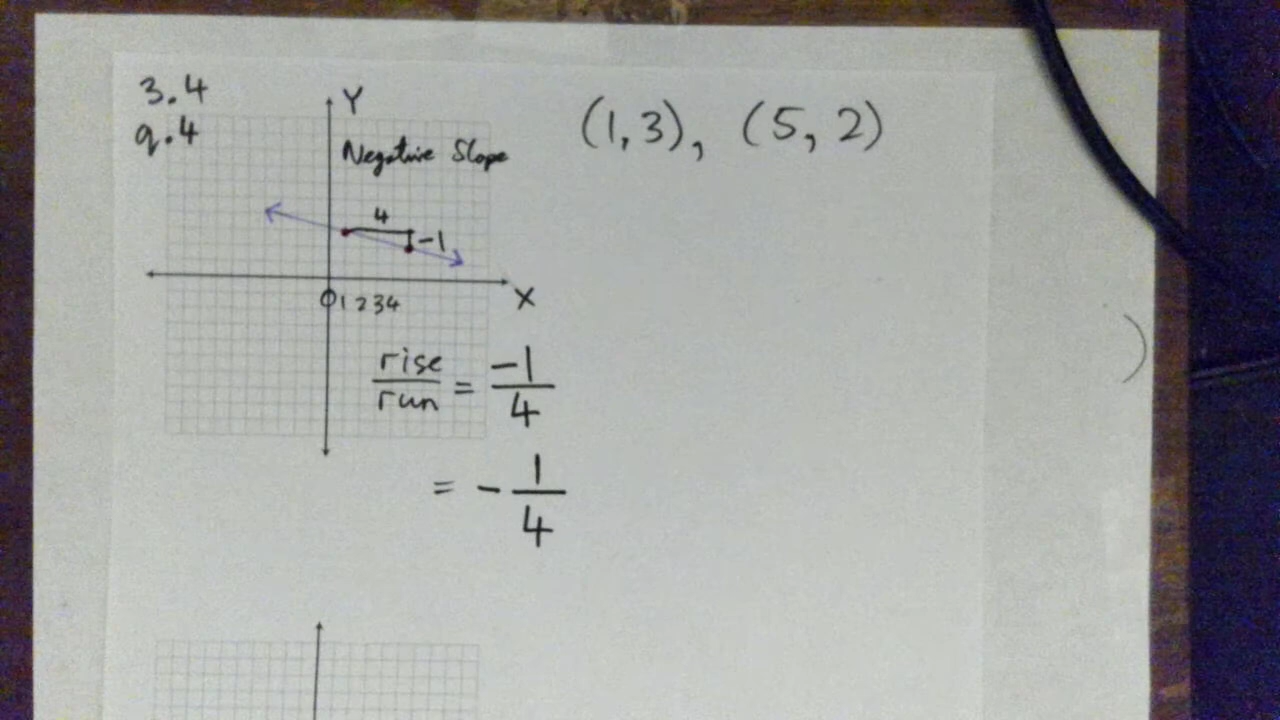 3.4
q.4
Y
Negative Slope
(1,3), (5,2)
4
-1
0 1 2 3 4
X
rise/run = -1/4
= - 1/4
)